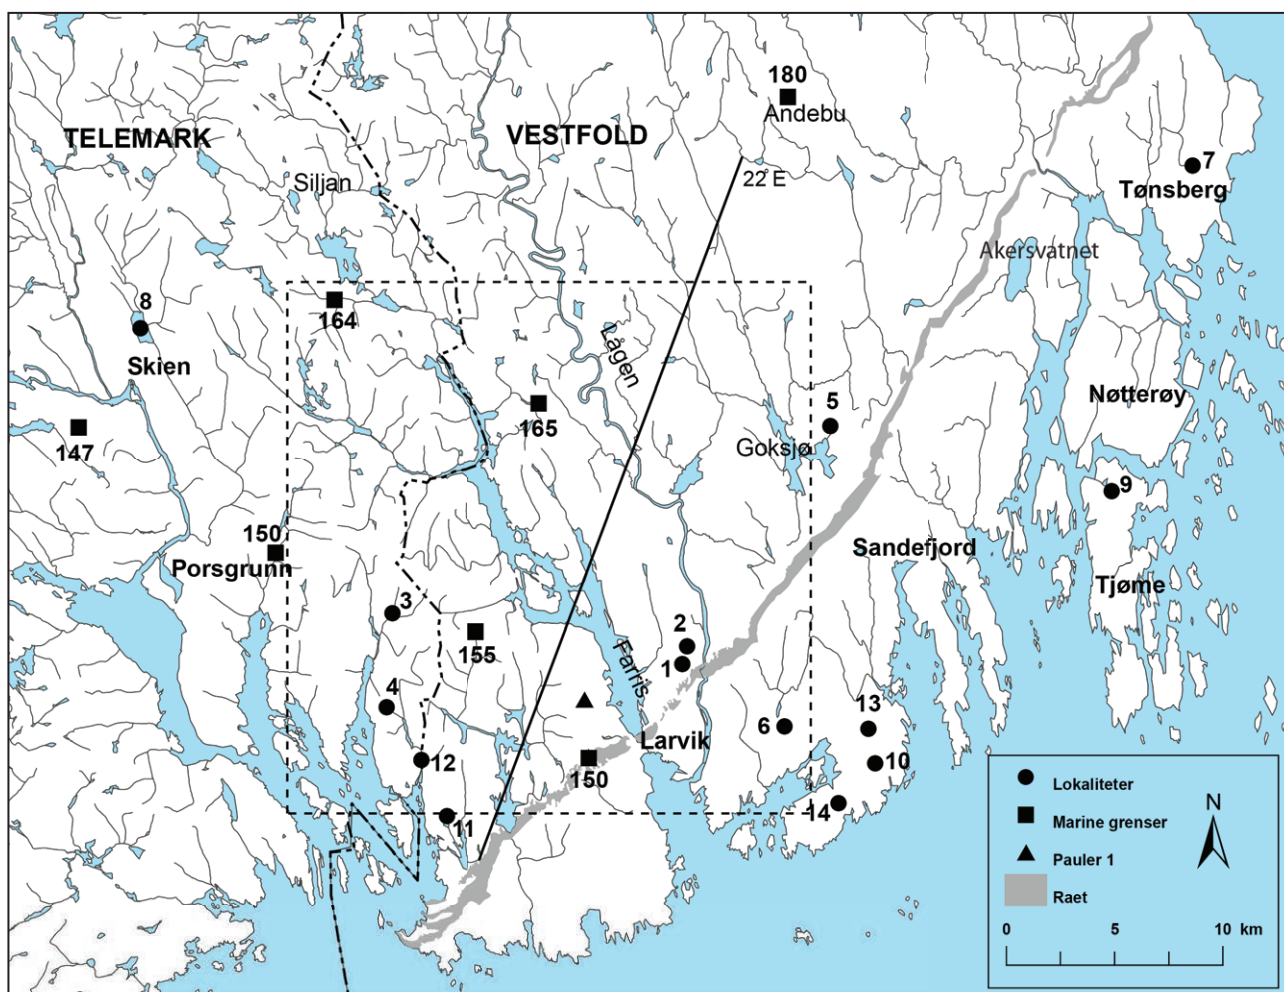 180
Andebu
TELEMARK
VESTFOLD
7
Siljan
22°E
Tønsberg
Akersvatnet
8
164
Lågen
Skien
Nøtterøy
165
5
147
Goksjø
9
150
Porsgrunn
Sandefjord
Tjøme
3
155
2
1
Farris
4
13
6
Larvik
12
150
10
14
11
Lokaliteter
N
Marine grenser
Pauler 1
Raet
0 5 10 km